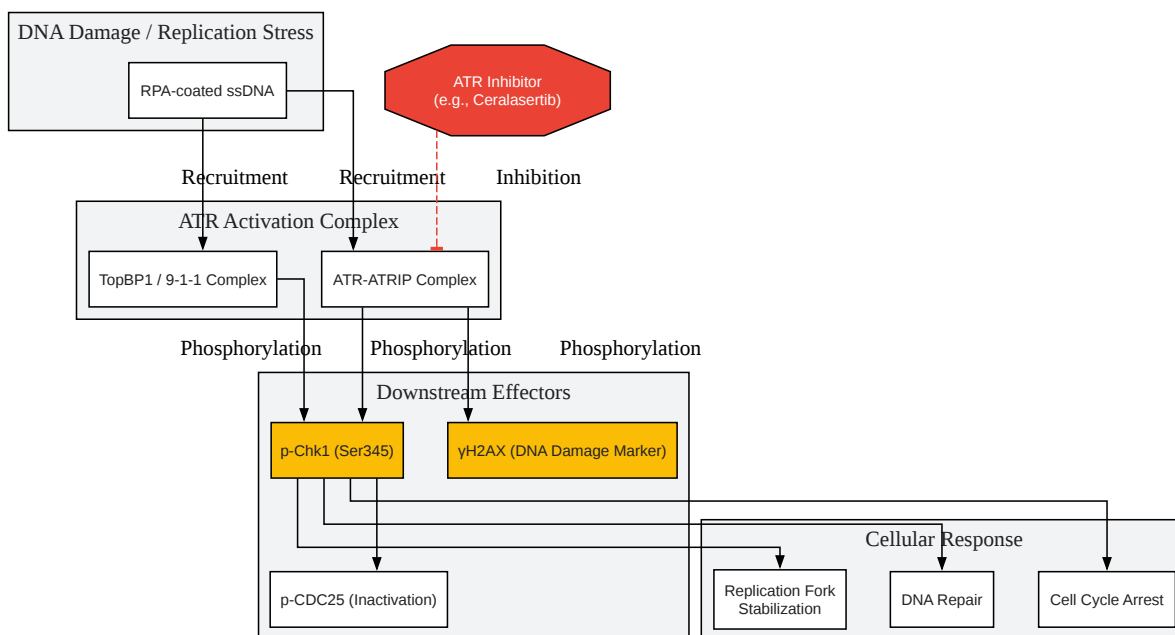 DNA Damage / Replication Stress
RPA-coated ssDNA
ATR Inhibitor
(e.g., Ceralasertib)
Recruitment
Recruitment
Inhibition
ATR Activation Complex
TopBP1 / 9-1-1 Complex
ATR-ATRIP Complex
Phosphorylation
Phosphorylation
Phosphorylation
Downstream Effectors
p-Chk1 (Ser345)
γH2AX (DNA Damage Marker)
Cellular Response
p-CDC25 (Inactivation)
Replication Fork
Stabilization
DNA Repair
Cell Cycle Arrest